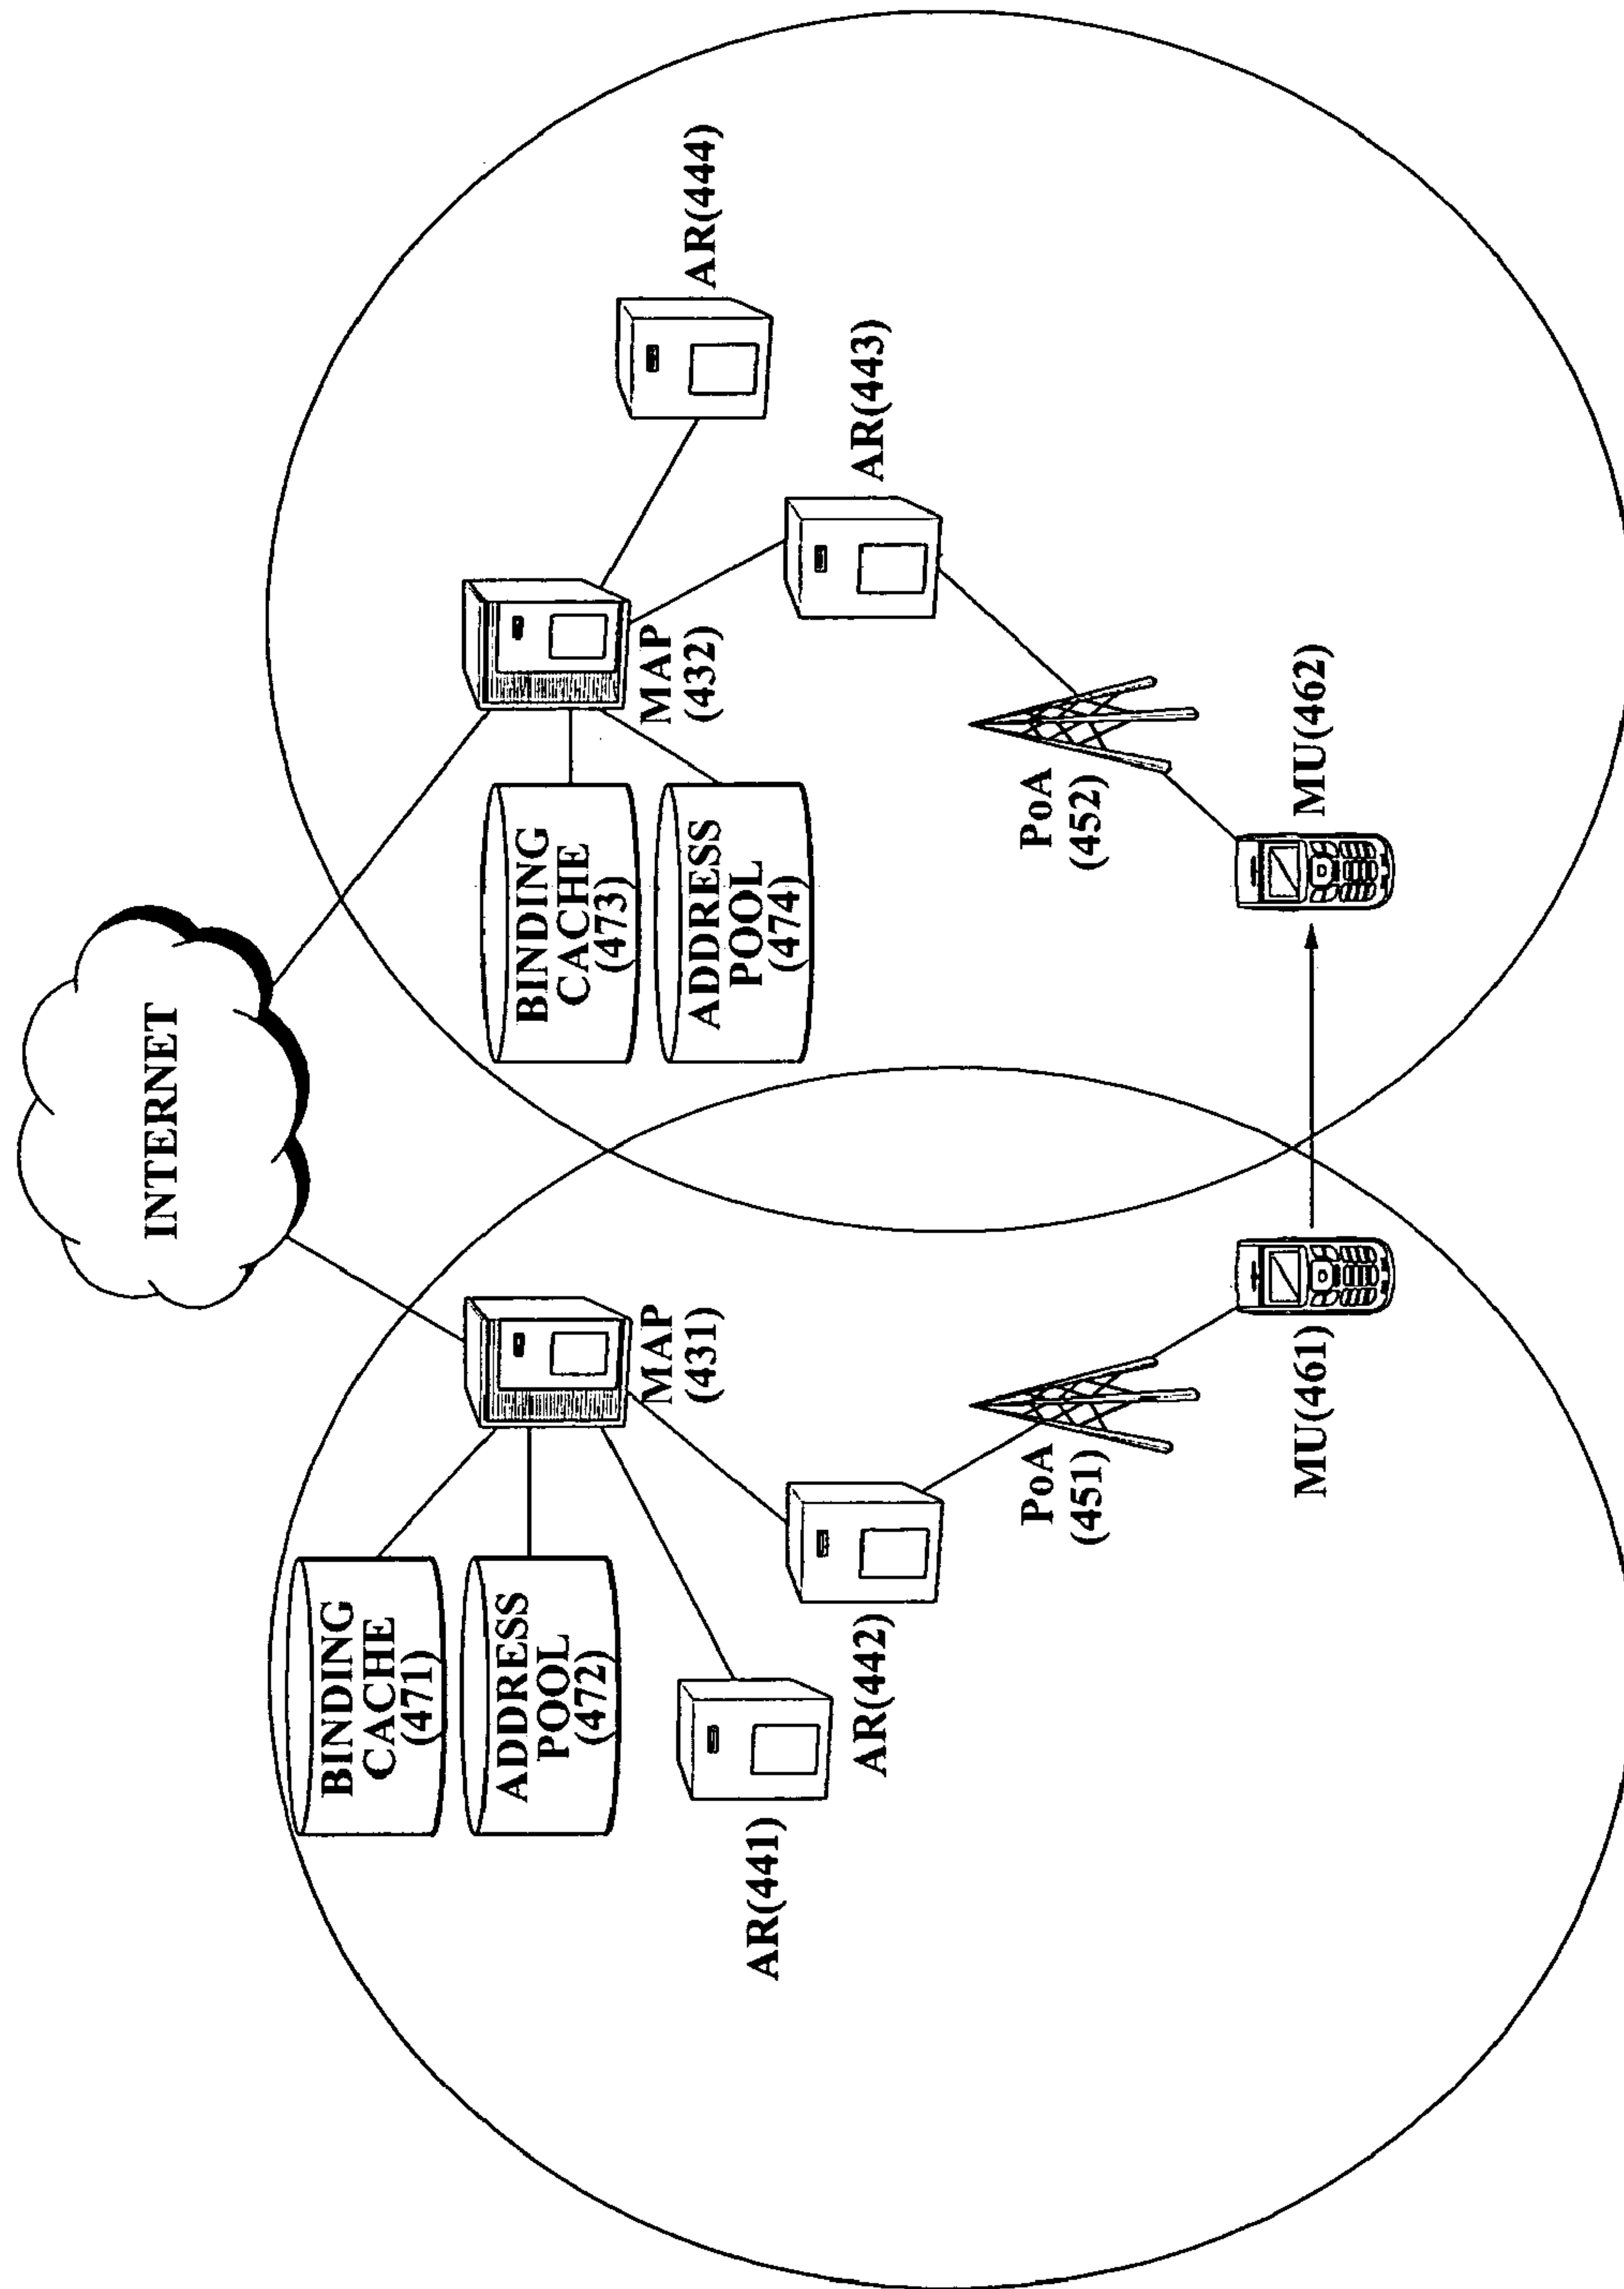 INTERNET
BINDING
CACHE
(471)
ADDRESS
POOL
(472)
MAP
(431)
AR(441)
AR(442)
PoA
(451)
MU(461)
BINDING
CACHE
(473)
ADDRESS
POOL
(474)
MAP
(432)
AR(444)
AR(443)
PoA
(452)
MU(462)